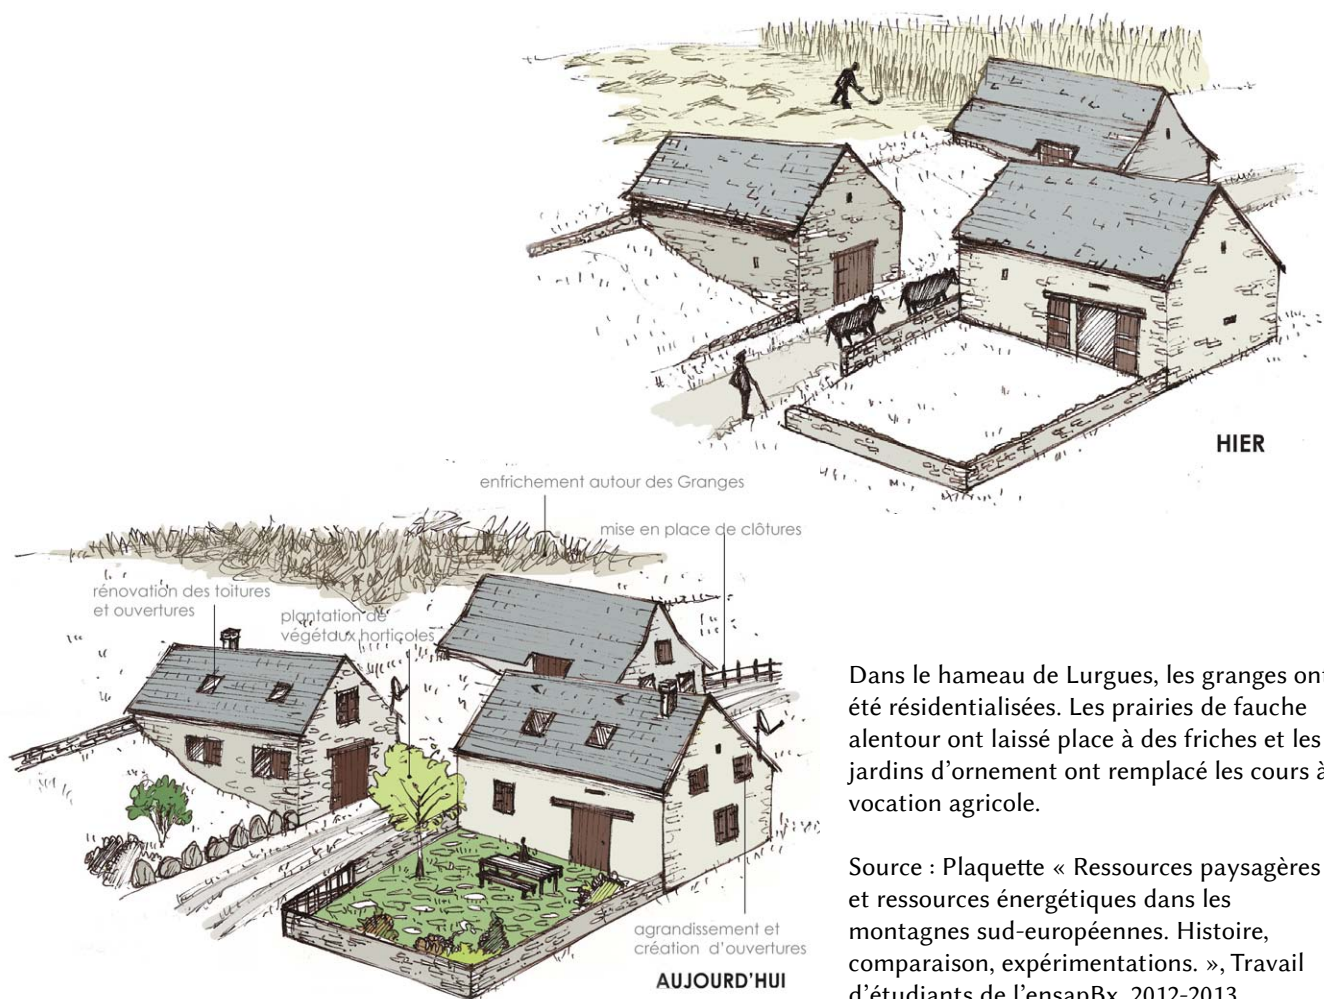 HIER
enfrichement autour des Granges
mise en place de clôtures
rénovation des toitures
et ouvertures
plantation de
végétaux horticoles
agrandissement et
création d'ouvertures
AUJOURD'HUI
Dans le hameau de Lurgues, les granges ont
été résidentialisées. Les prairies de fauche
alentour ont laissé place à des friches et les
jardins d'ornement ont remplacé les cours à
vocation agricole.
Source : Plaquette « Ressources paysagères
et ressources énergétiques dans les
montagnes sud-européennes. Histoire,
comparaison, expérimentations. », Travail
d'étudiants de l'ensapBx, 2012-2013